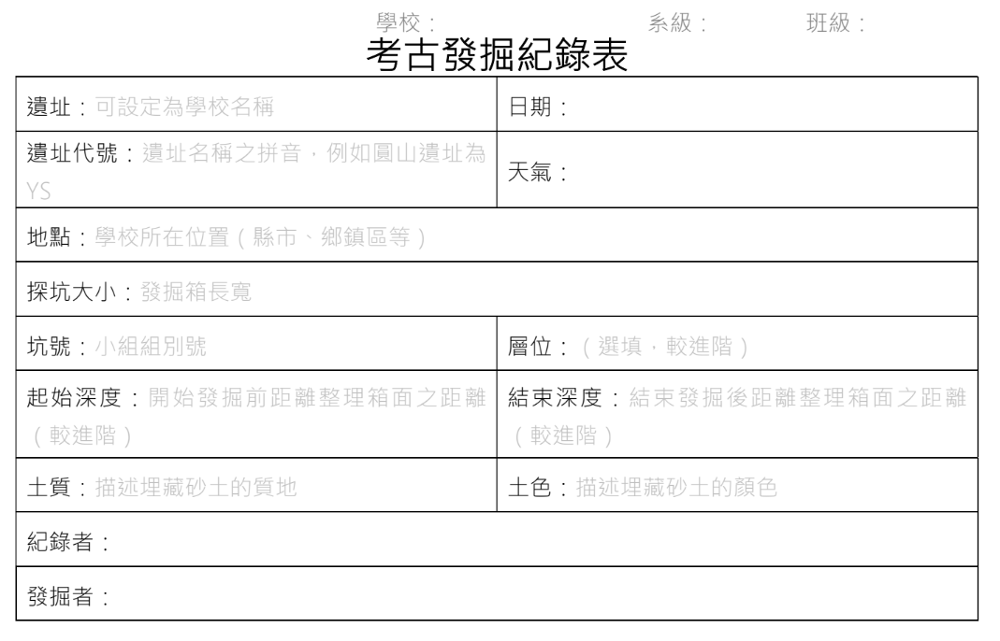 學校： 系級： 班級：
考古發掘紀錄表
遺址：可設定為學校名稱 日期：
遺址代號：遺址名稱之拼音，例如圓山遺址為
YS
天氣：
地點：學校所在位置（縣市、鄉鎮區等）
探坑大小：發掘箱長寬
坑號：小組組別號 層位：（選填，較進階）
起始深度：開始發掘前距離整理箱面之距離
（較進階）
結束深度：結束發掘後距離整理箱面之距離
（較進階）
土質：描述埋藏砂土的質地 土色：描述埋藏砂土的顏色
紀錄者：
發掘者：